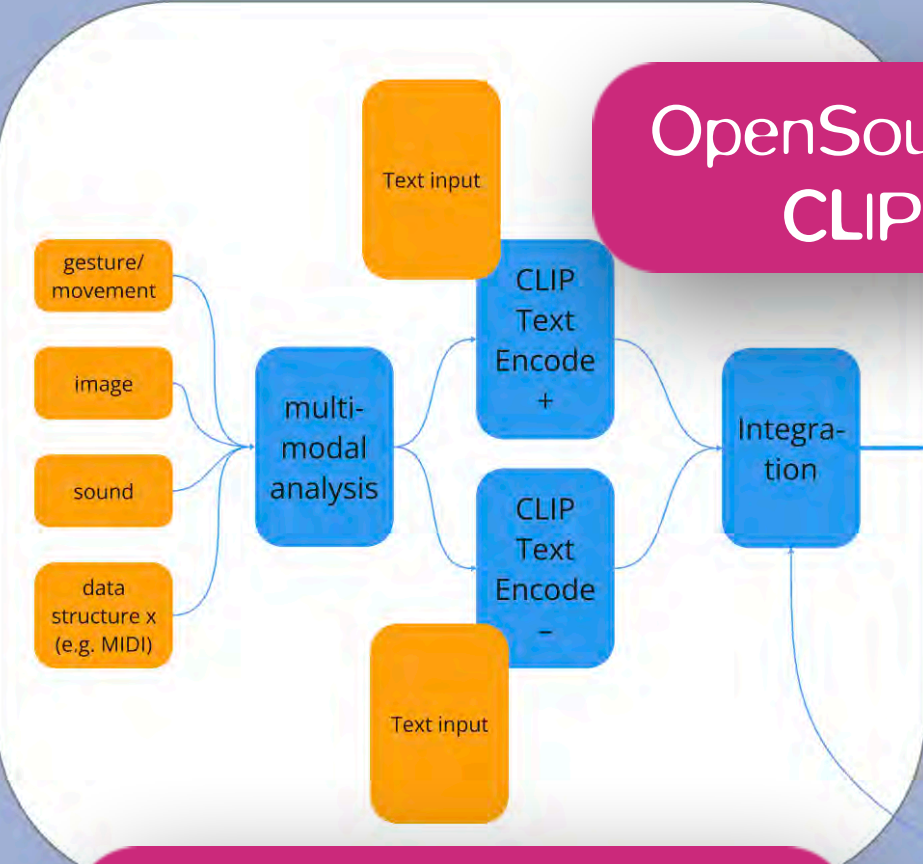 OpenSou
CLIP
Text input
gesture/
movement
image
sound
data
structure x
(e.g. MIDI)
multi-
modal
analysis
CLIP
Text
Encode
+
CLIP
Text
Encode
–
Text input
Integra-
tion